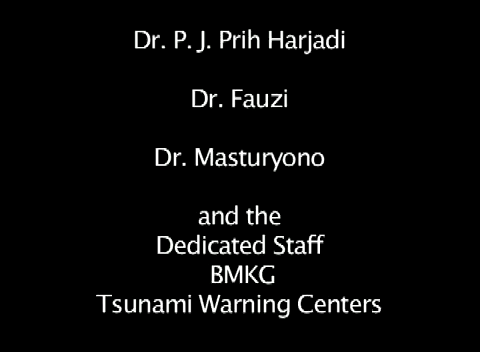 Dr. P. J. Prih Harjadi
Dr. Fauzi
Dr. Masturyono
and the
Dedicated Staff
BMKG
Tsunami Warning Centers